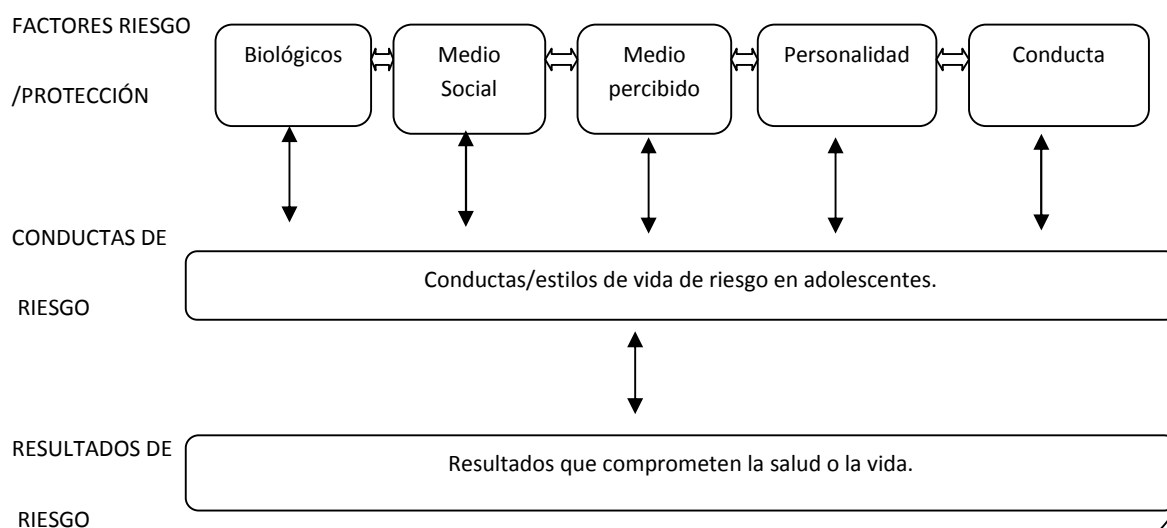 FACTORES RIESGO
/PROTECCIÓN
Biológicos
Medio
Social
Medio
percibido
Personalidad
Conducta
CONDUCTAS DE
RIESGO
Conductas/estilos de vida de riesgo en adolescentes.
RESULTADOS DE
RIESGO
Resultados que comprometen la salud o la vida.